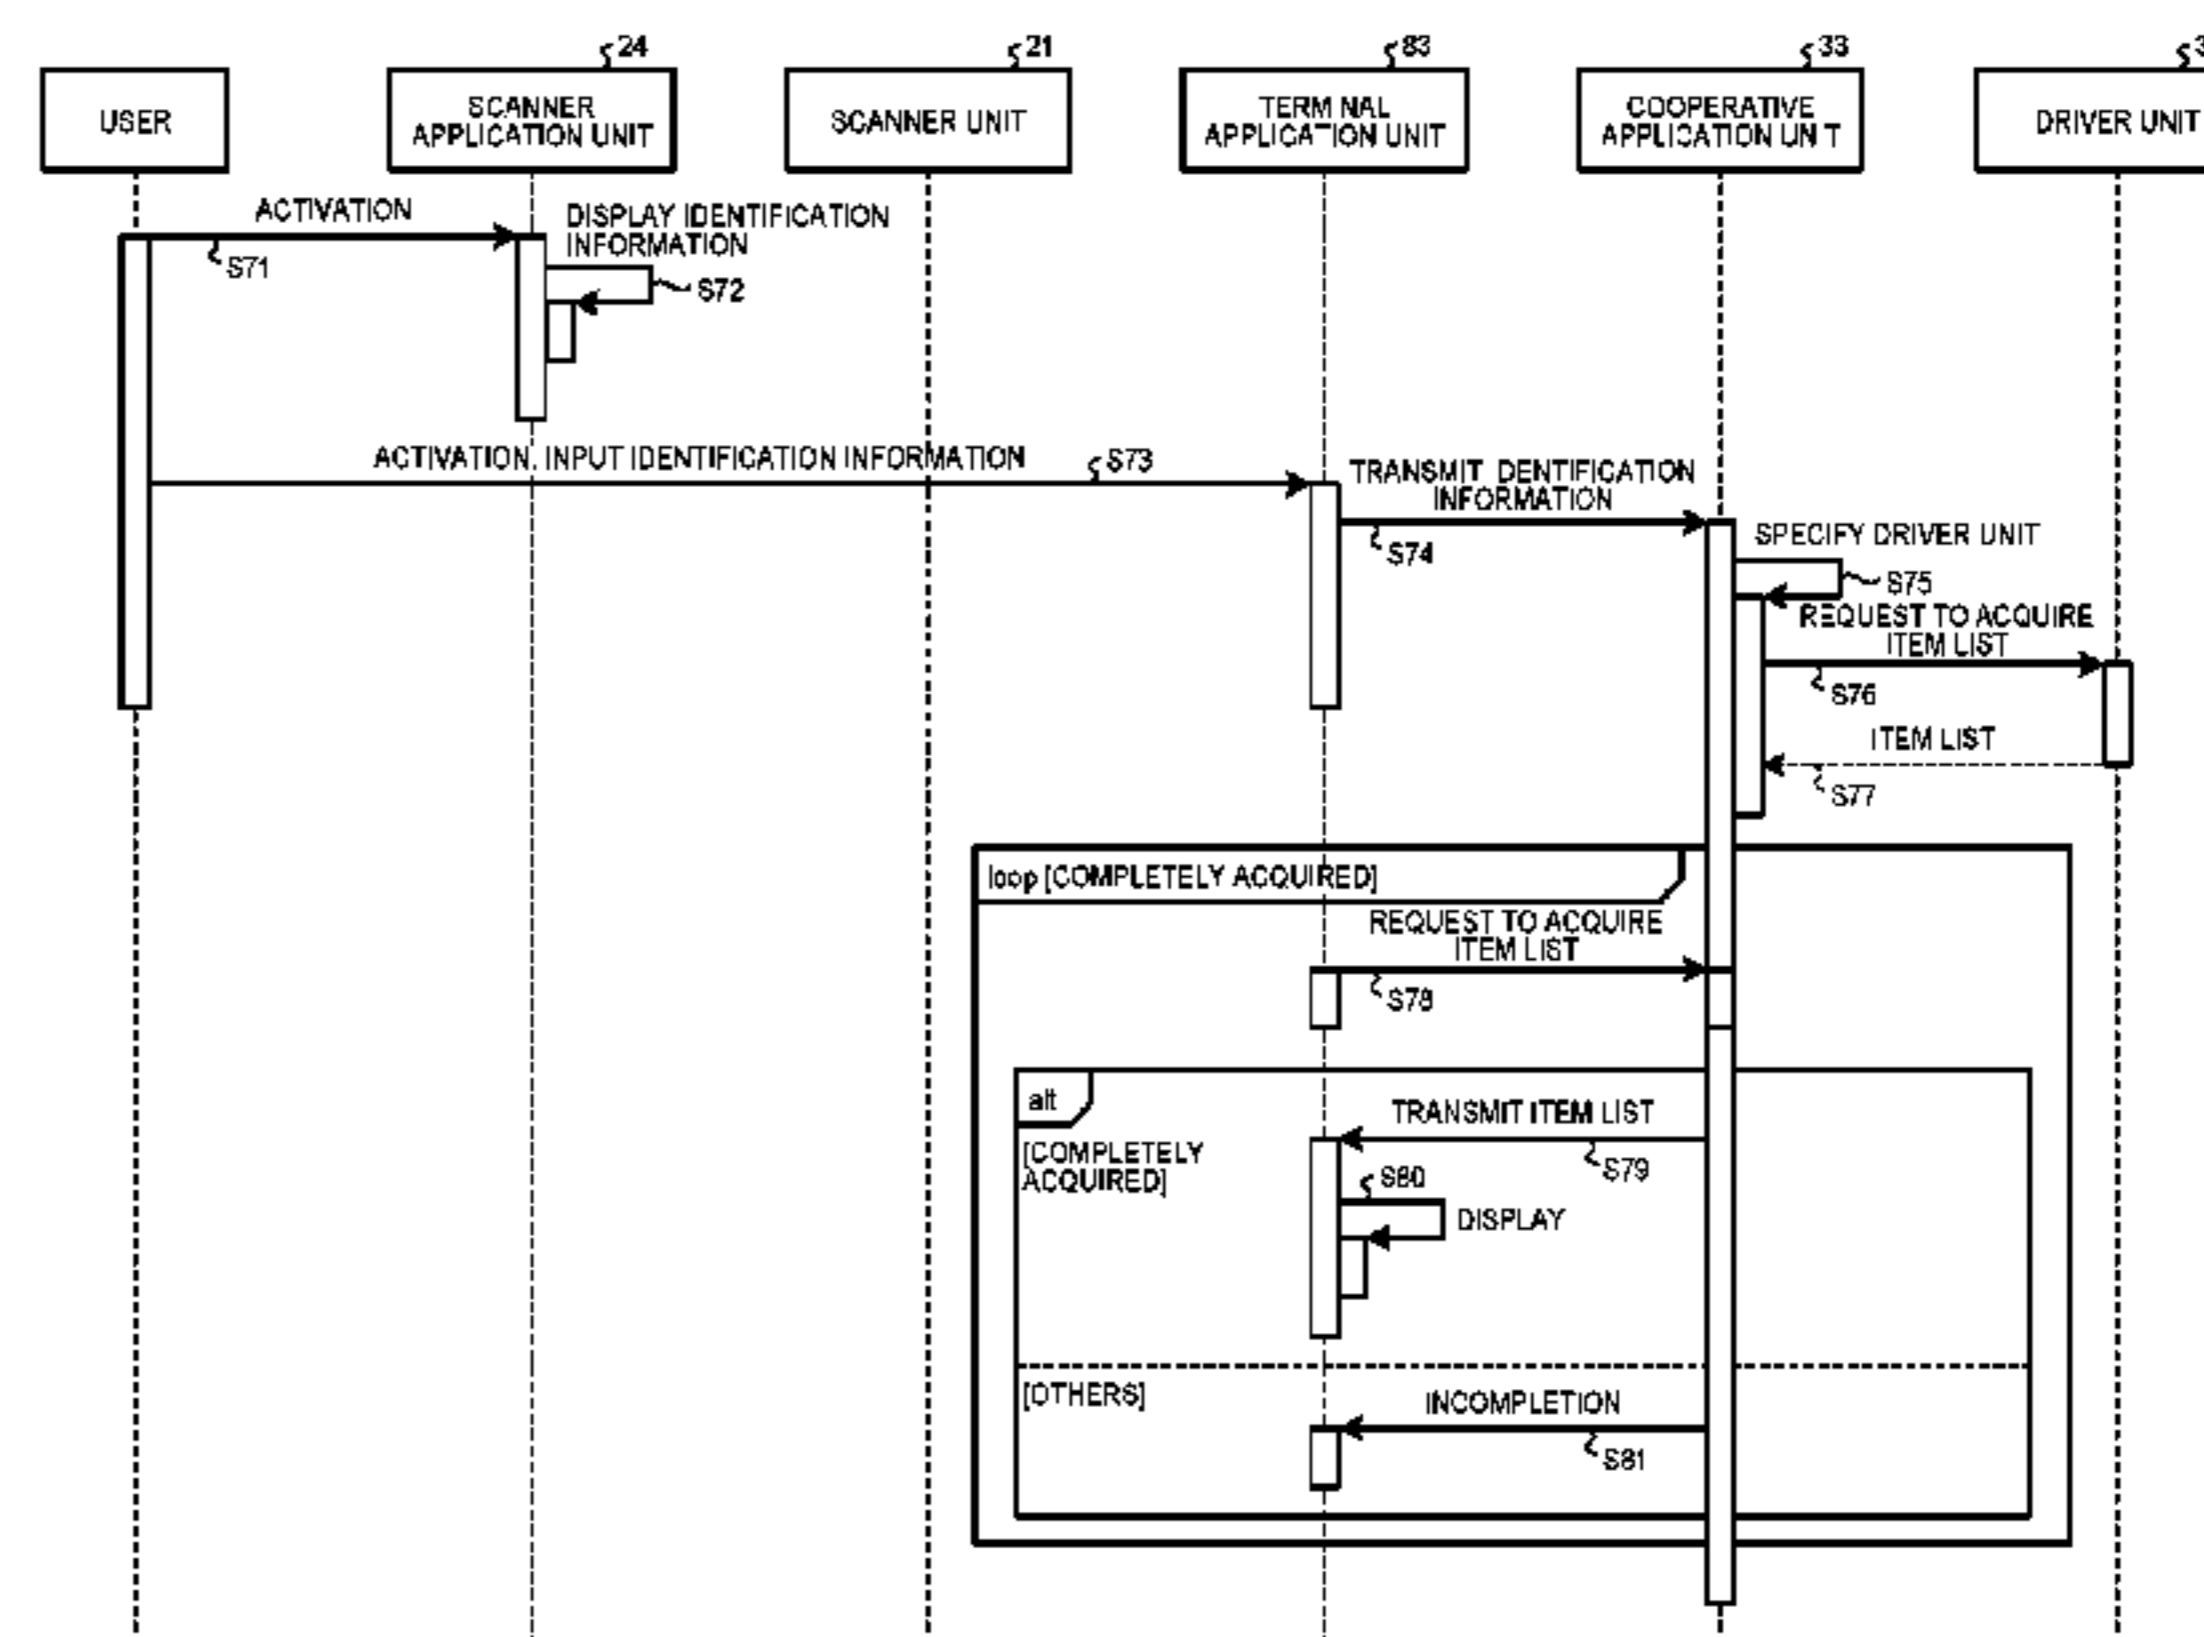 24
21
83
33
3
USER
SCANNER
APPLICATION UNIT
SCANNER UNIT
TERM NAL
APPLICATION UNIT
COOPERATIVE
APPLICATION UN T
DRIVER UNIT
ACTIVATION
S71
DISPLAY IDENTIFICATION
INFORMATION
S72
ACTIVATION, INPUT IDENTIFICATION INFORMATION
S73
TRANSMIT DENTIFICATION
INFORMATION
S74
SPECIFY DRIVER UNIT
S75
REQUEST TO ACQUIRE
ITEM LIST
S76
ITEM LIST
S77
loop [COMPLETELY ACQUIRED]
REQUEST TO ACQUIRE
ITEM LIST
S78
alt
[COMPLETELY
ACQUIRED]
TRANSMIT ITEM LIST
S79
S80
DISPLAY
[OTHERS]
INCOMPLETION
S81